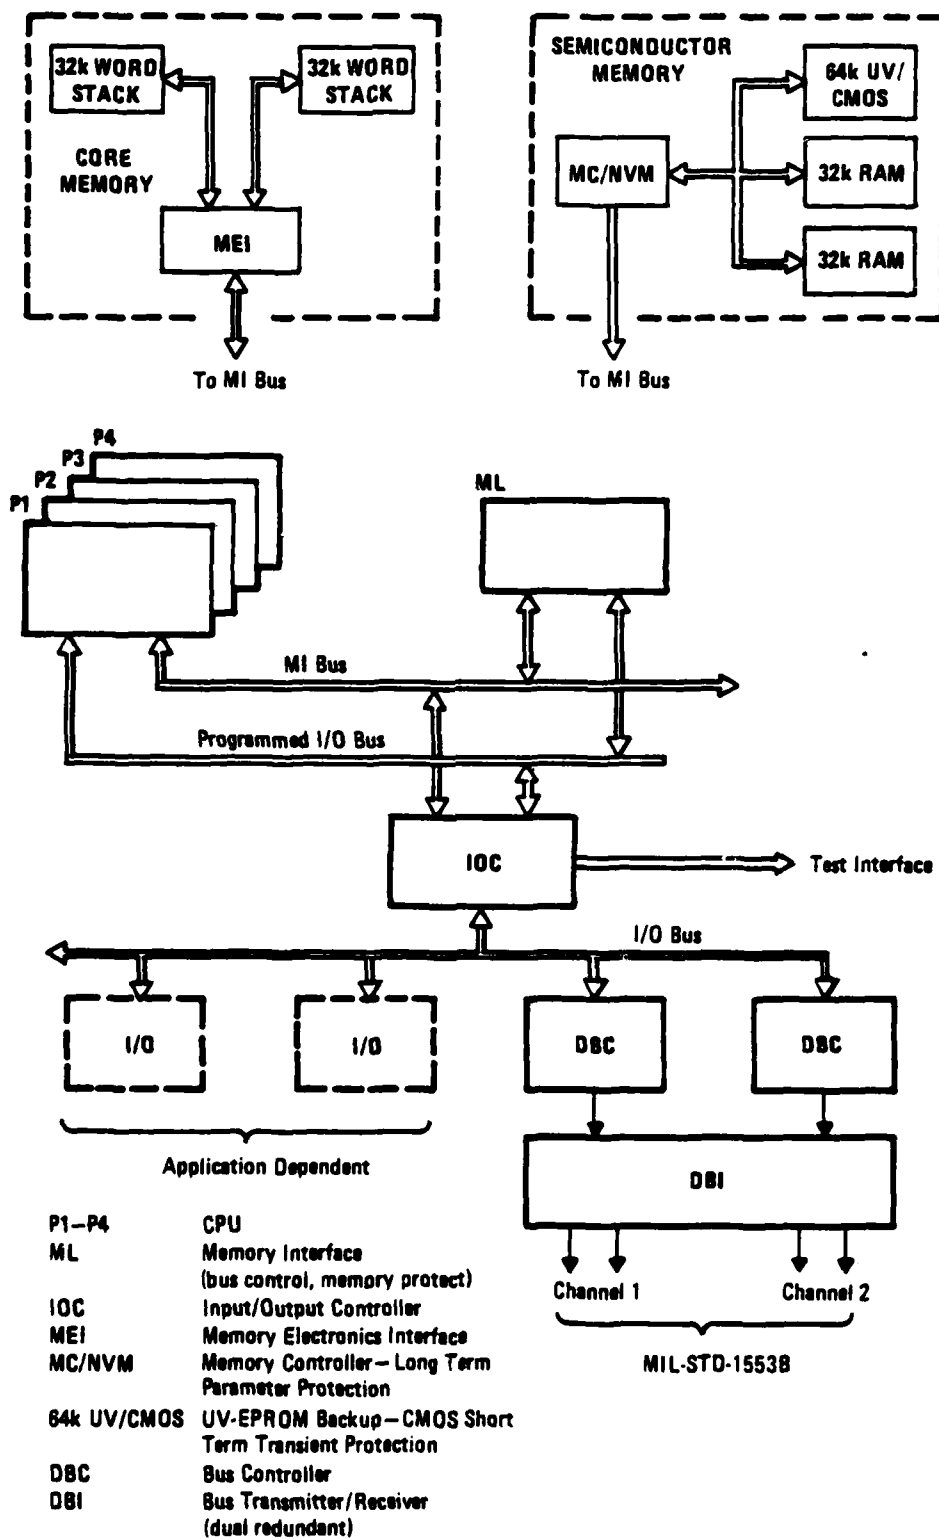 32k WORD
STACK
32k WORD
STACK
CORE
MEMORY
MEI
To MI Bus
SEMICONDUCTOR
MEMORY
64k UV/
CMOS
MC/NVM
32k RAM
32k RAM
To MI Bus
P4
P3
P2
P1
ML
MI Bus
Programmed I/O Bus
IOC
Test Interface
I/O Bus
I/O
I/O
DBC
DBC
Application Dependent
DBI
Channel 1
Channel 2
MIL-STD-1553B
P1–P4 CPU
ML Memory Interface
(bus control, memory protect)
IOC Input/Output Controller
MEI Memory Electronics Interface
MC/NVM Memory Controller – Long Term
Parameter Protection
64k UV/CMOS UV-EPROM Backup – CMOS Short
Term Transient Protection
DBC Bus Controller
DBI Bus Transmitter/Receiver
(dual redundant)